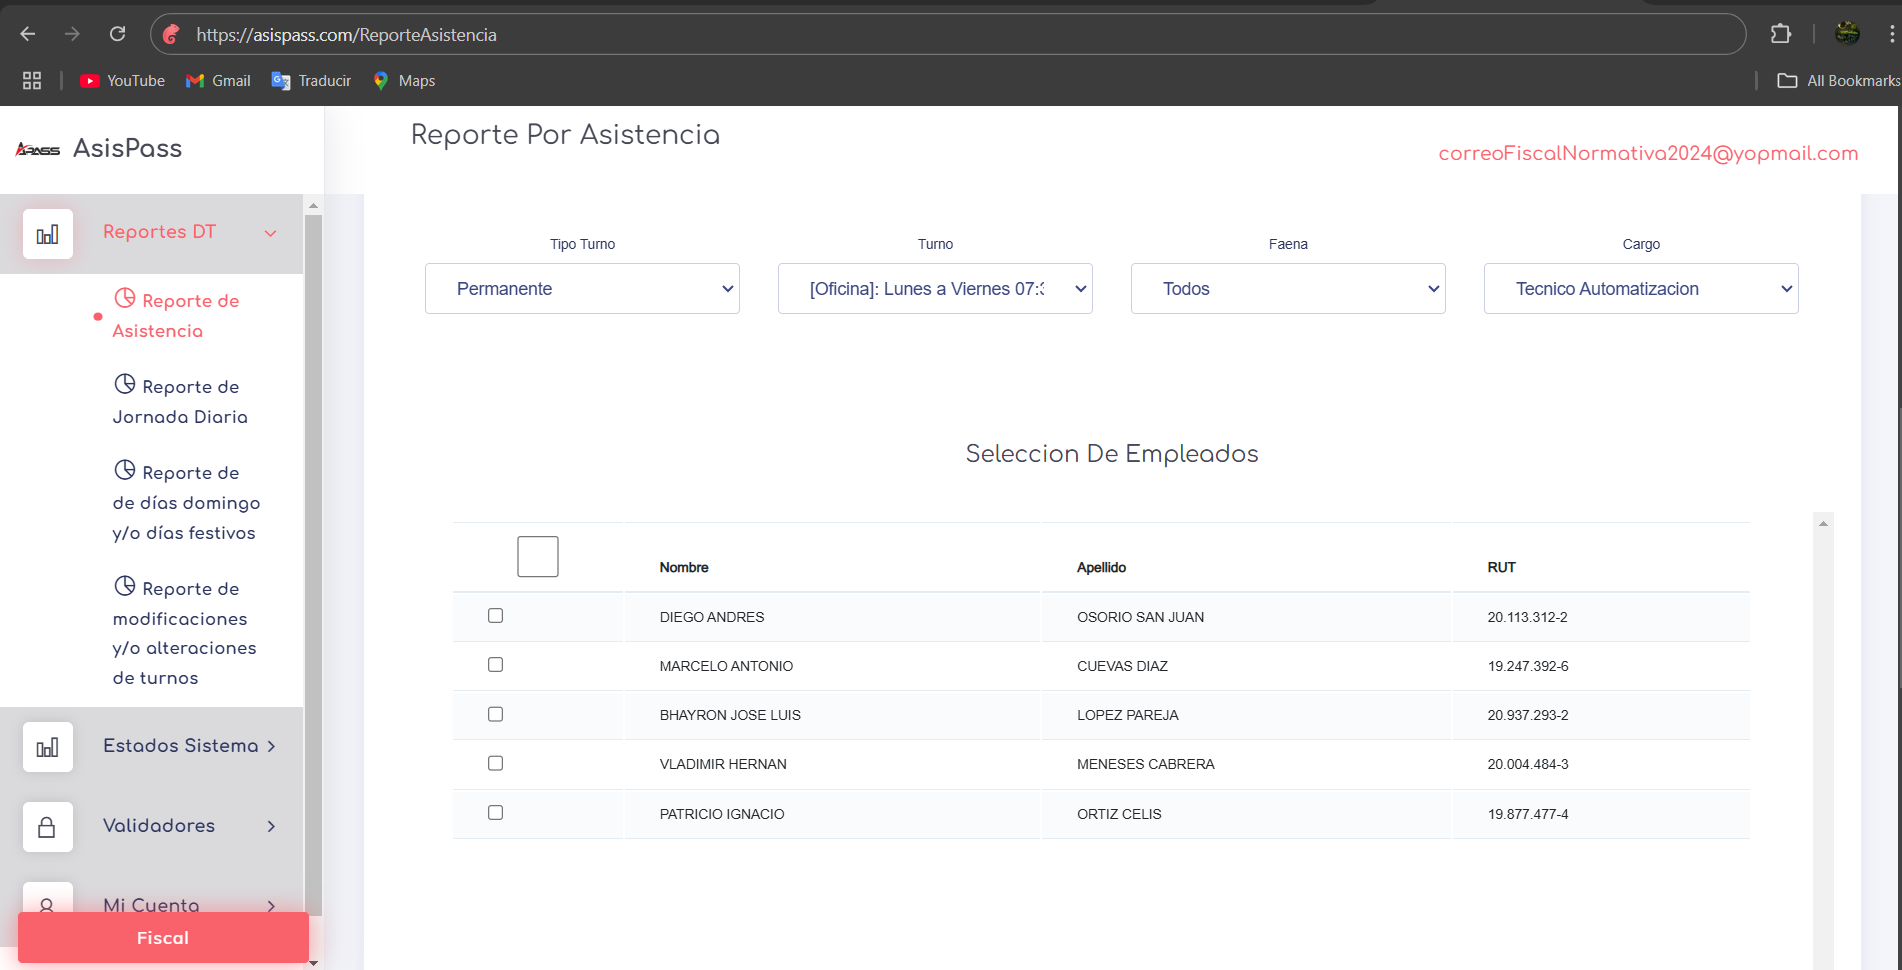 https://asispass.com/ReporteAsistencia
YouTube
Gmail
Traducir
Maps
All Bookmarks
APASS
AsisPass
Reporte Por Asistencia
correoFiscalNormativa2024@yopmail.com
Reportes DT
Reporte de
Asistencia
Reporte de
Jornada Diaria
Reporte de
de días domingo
y/o días festivos
Reporte de
modificaciones
y/o alteraciones
de turnos
Estados Sistema
Validadores
Mi Cuenta
Fiscal
Tipo Turno
Turno
Faena
Cargo
Permanente
[Oficina]: Lunes a Viernes 07:3
Todos
Tecnico Automatizacion
Seleccion De Empleados
Nombre
Apellido
RUT
DIEGO ANDRES
OSORIO SAN JUAN
20.113.312-2
MARCELO ANTONIO
CUEVAS DIAZ
19.247.392-6
BHAYRON JOSE LUIS
LOPEZ PAREJA
20.937.293-2
VLADIMIR HERNAN
MENESES CABRERA
20.004.484-3
PATRICIO IGNACIO
ORTIZ CELIS
19.877.477-4